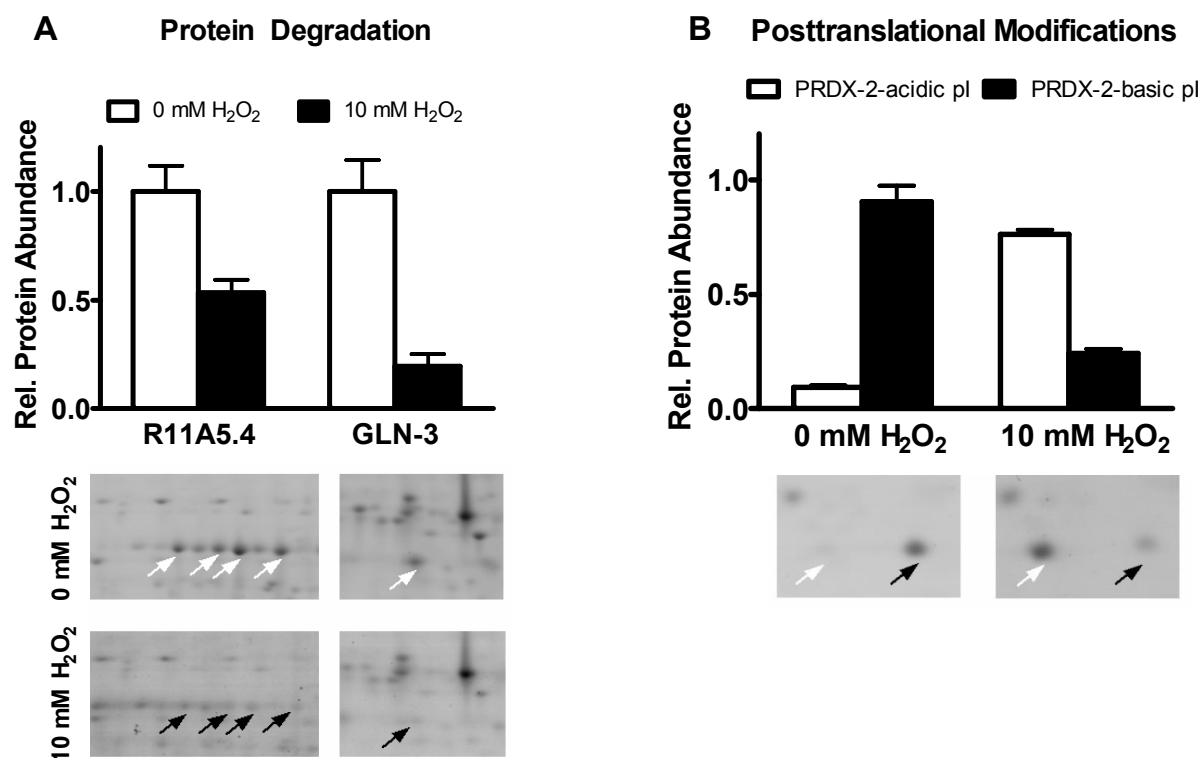 A Protein Degradation
0 mM H₂O₂ 10 mM H₂O₂
Rel. Protein Abundance
1.0
0.5
0.0
R11A5.4 GLN-3
0 mM H₂O₂
10 mM H₂O₂
B Posttranslational Modifications
PRDX-2-acidic pI PRDX-2-basic pI
Rel. Protein Abundance
1.0
0.5
0.0
0 mM H₂O₂ 10 mM H₂O₂